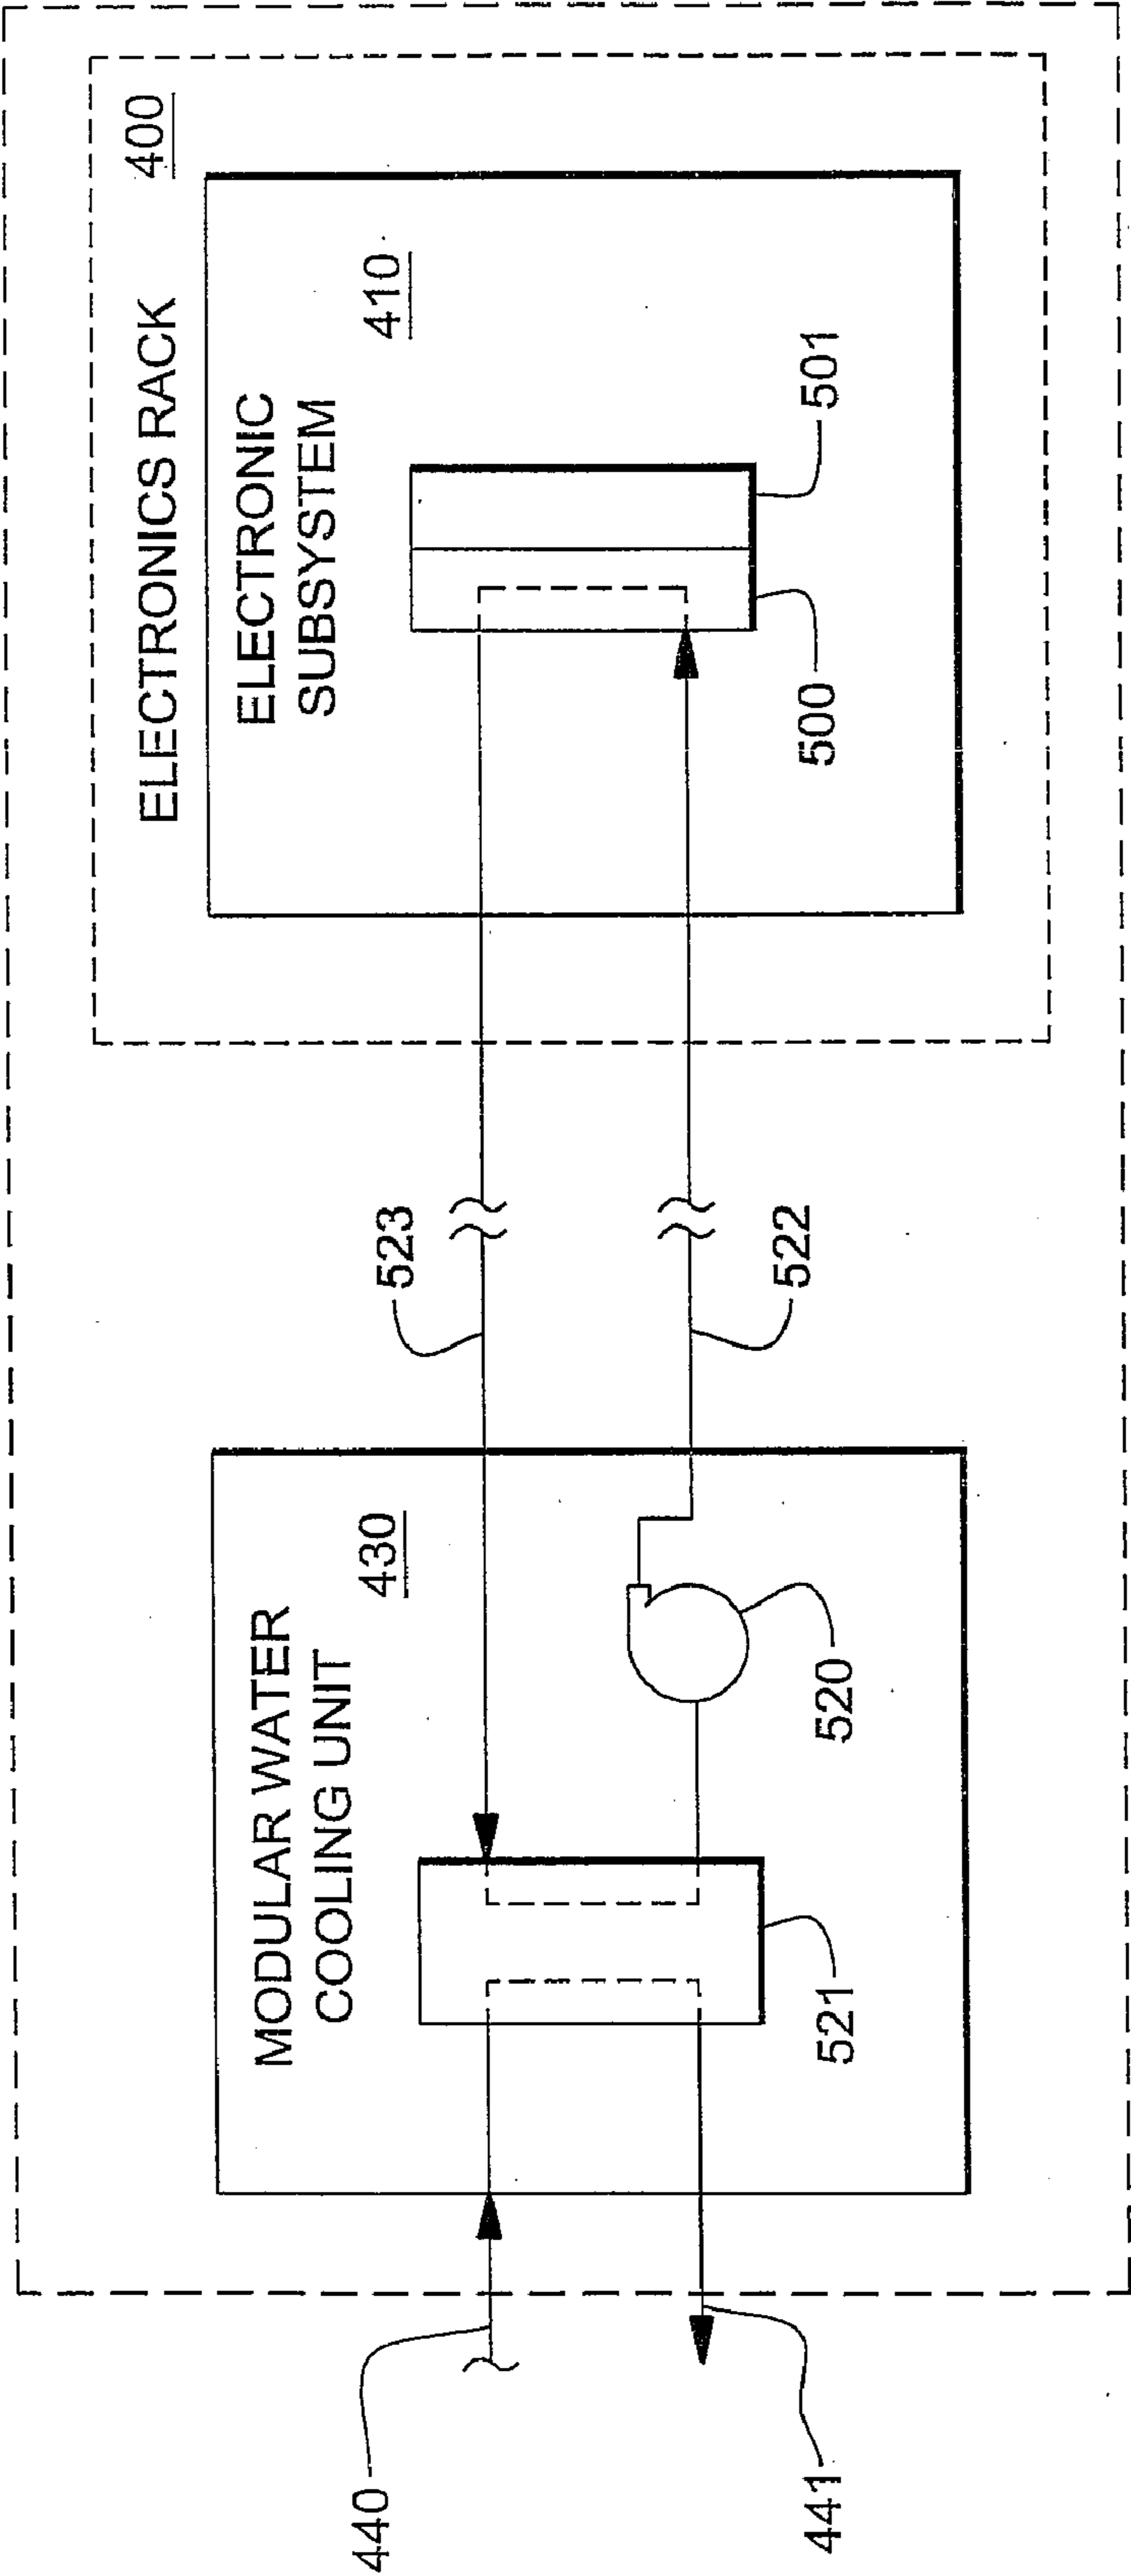 ELECTRONICS RACK 400
ELECTRONIC
SUBSYSTEM
410
501
500
523
522
MODULAR WATER
COOLING UNIT
430
520
521
440
441